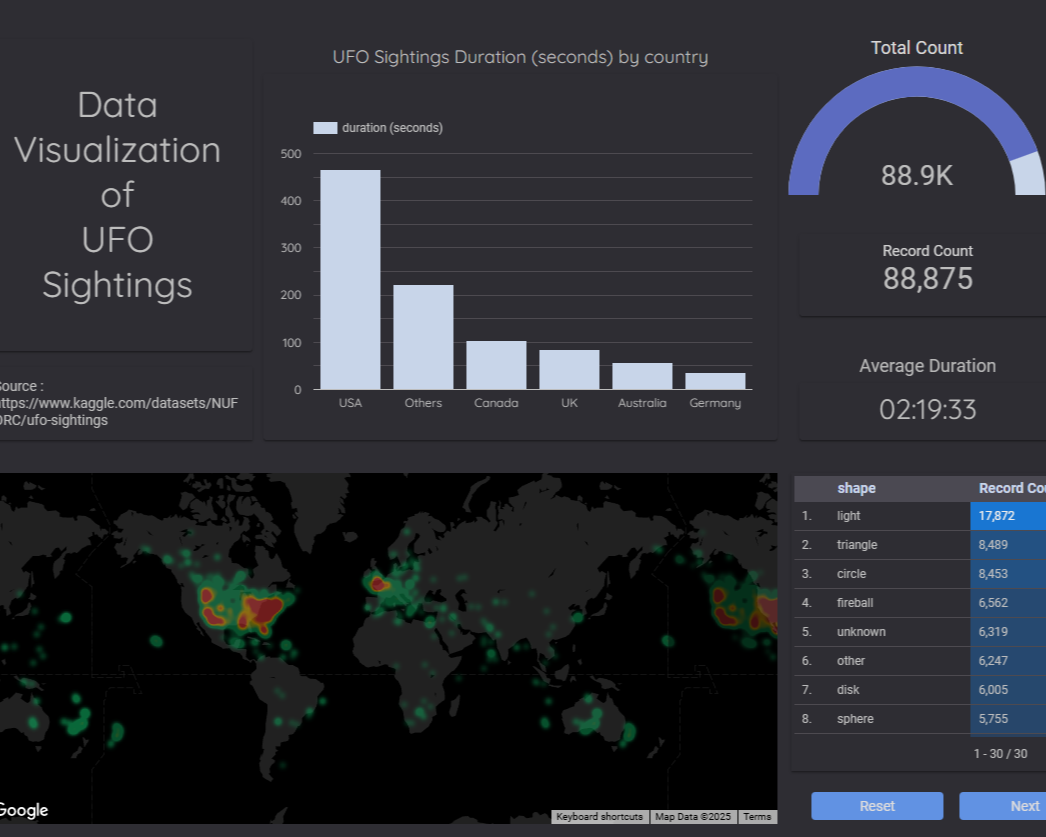 Data
Visualization
of
UFO
Sightings
ource :
ttps://www.kaggle.com/datasets/NUF
ORC/ufo-sightings
UFO Sightings Duration (seconds) by country
duration (seconds)
500
400
300
200
100
0
USA Others Canada UK Australia Germany
Total Count
88.9K
Record Count
88,875
Average Duration
02:19:33
Google
Keyboard shortcuts Map Data ©2025 Terms
shape Record Cou
1. light 17,872
2. triangle 8,489
3. circle 8,453
4. fireball 6,562
5. unknown 6,319
6. other 6,247
7. disk 6,005
8. sphere 5,755
1 - 30 / 30
Reset Next